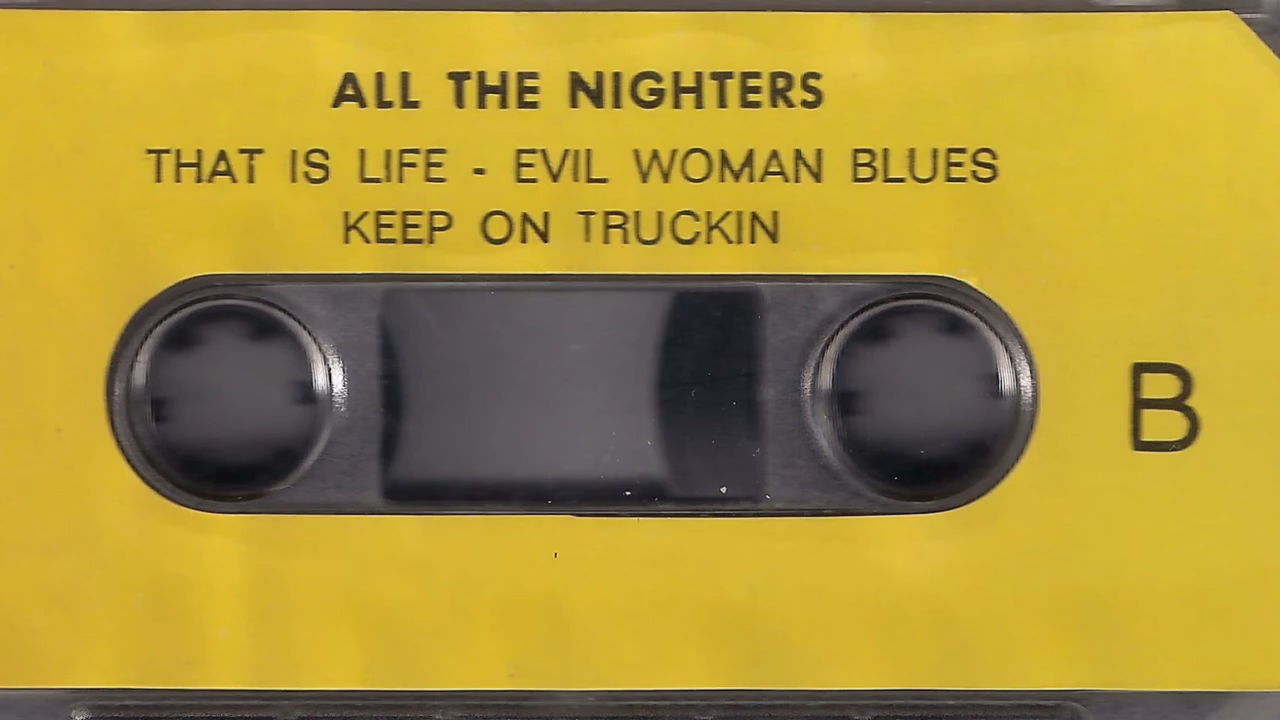 ALL THE NIGHTERS
THAT IS LIFE - EVIL WOMAN BLUES
KEEP ON TRUCKIN
B